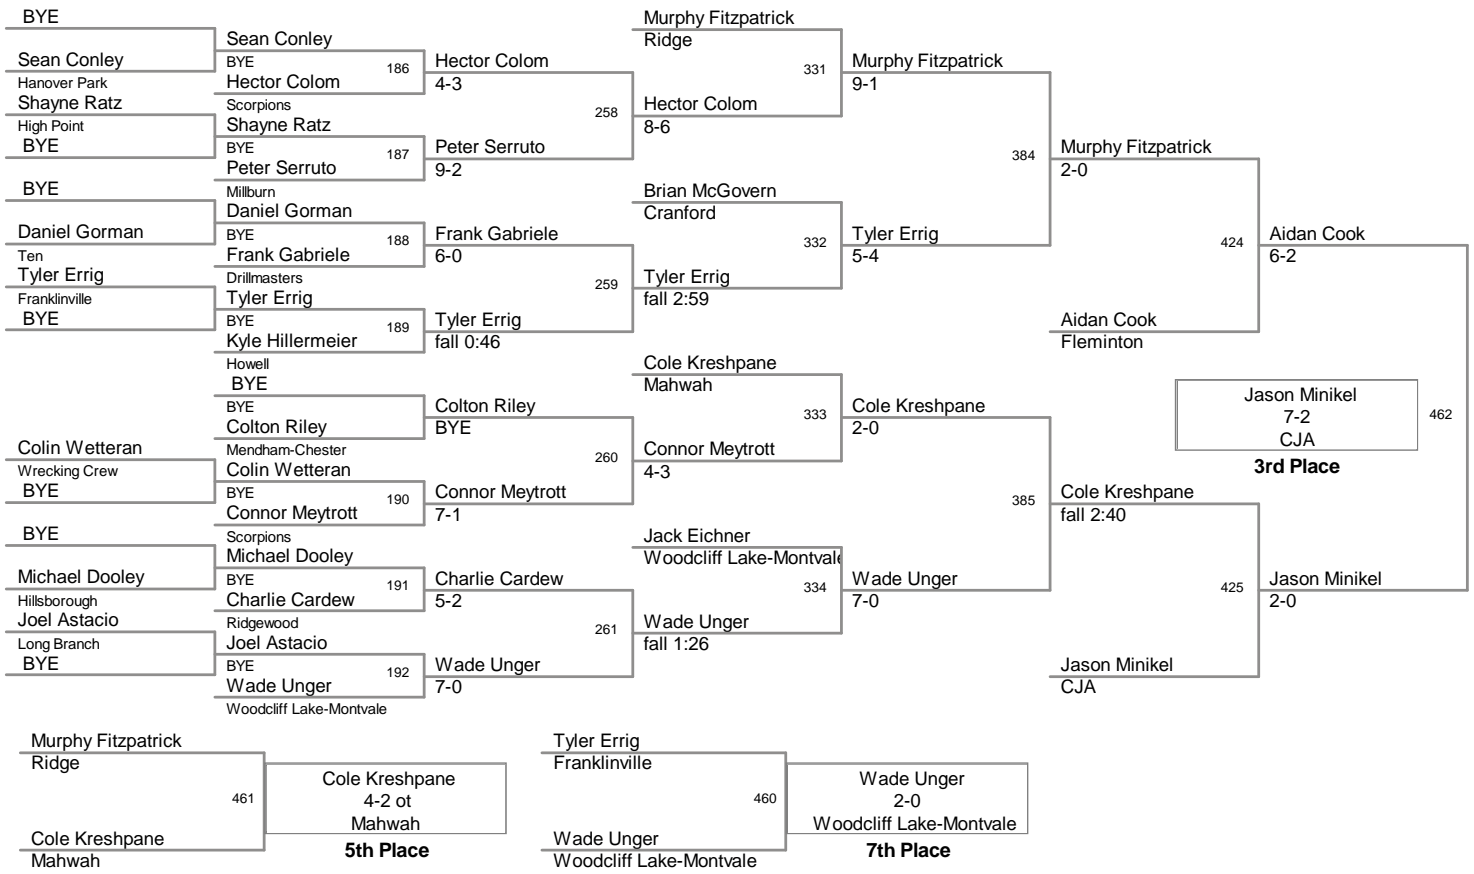 BYE
Sean Conley
Hanover Park
Shayne Ratz
High Point
BYE
BYE
Daniel Gorman
Ten
Tyler Errig
Franklinville
BYE
Colin Wetteran
Wrecking Crew
BYE
BYE
Michael Dooley
Hillsborough
Joel Astacio
Long Branch
BYE
Sean Conley
BYE
186
Hector Colom
Scorpions
Shayne Ratz
BYE
187
Peter Serruto
Millburn
Daniel Gorman
BYE
188
Frank Gabriele
Drillmasters
Tyler Errig
BYE
189
Kyle Hillermeier
Howell
BYE
BYE
Colton Riley
Mendham-Chester
Colin Wetteran
BYE
190
Connor Meytrott
Scorpions
Michael Dooley
BYE
191
Charlie Cardew
Ridgewood
Joel Astacio
BYE
192
Wade Unger
Woodcliff Lake-Montvale
Hector Colom
4-3
258
Peter Serruto
9-2
Frank Gabriele
6-0
259
Tyler Errig
fall 0:46
Colton Riley
BYE
260
Connor Meytrott
7-1
Charlie Cardew
5-2
261
Wade Unger
7-0
Murphy Fitzpatrick
Ridge
331
Hector Colom
8-6
Brian McGovern
Cranford
332
Tyler Errig
fall 2:59
Cole Kreshpane
Mahwah
333
Connor Meytrott
4-3
Jack Eichner
Woodcliff Lake-Montvale
334
Wade Unger
fall 1:26
Murphy Fitzpatrick
9-1
384
Tyler Errig
5-4
Cole Kreshpane
2-0
385
Wade Unger
7-0
Murphy Fitzpatrick
2-0
424
Aidan Cook
Fleminton
Cole Kreshpane
fall 2:40
425
Jason Minikel
CJA
Aidan Cook
6-2
Jason Minikel
7-2
CJA
462
3rd Place
Jason Minikel
2-0
Murphy Fitzpatrick
Ridge
461
Cole Kreshpane
Mahwah
Cole Kreshpane
4-2 ot
Mahwah
5th Place
Tyler Errig
Franklinville
460
Wade Unger
Woodcliff Lake-Montvale
Wade Unger
2-0
Woodcliff Lake-Montvale
7th Place